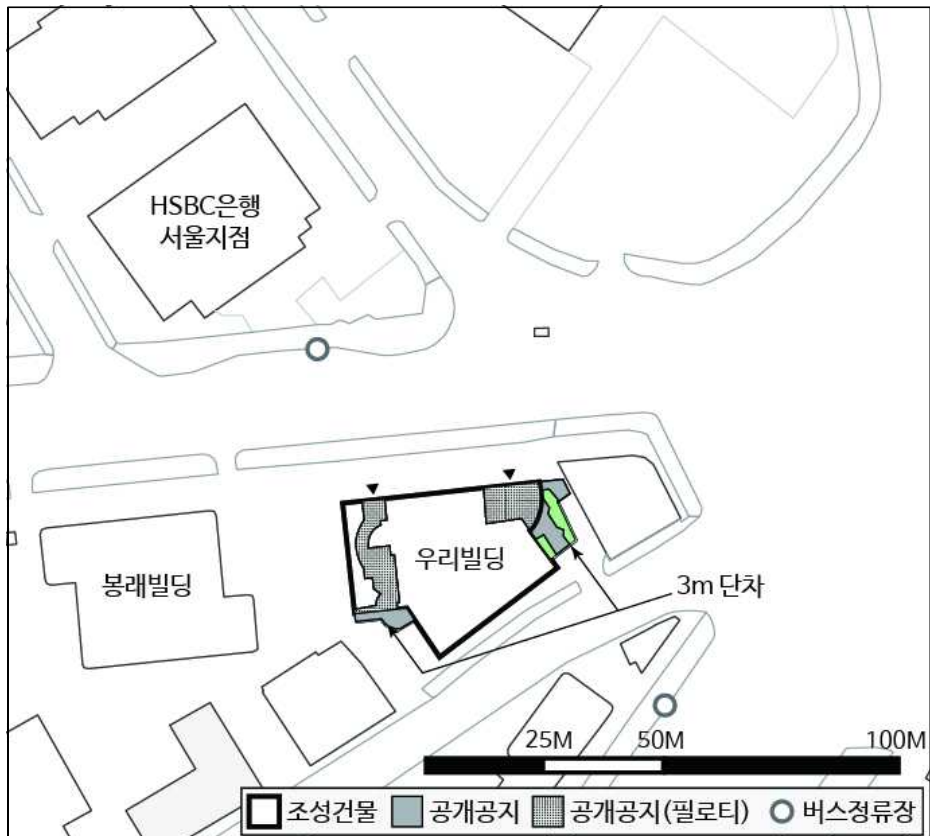 HSBC은행
서울지점
우리빌딩
봉래빌딩
3m 단차
25M 50M 100M
조성건물 공개공지 공개공지(필로티) 버스정류장